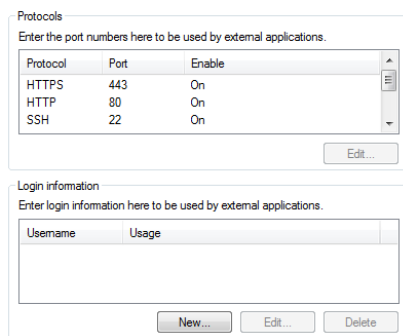 Protocols
Enter the port numbers here to be used by external applications.
Protocol Port Enable
HTTPS 443 On
HTTP 80 On
SSH 22 On
Edit...
Login information
Enter login information here to be used by external applications.
Username Usage
New... Edit... Delete